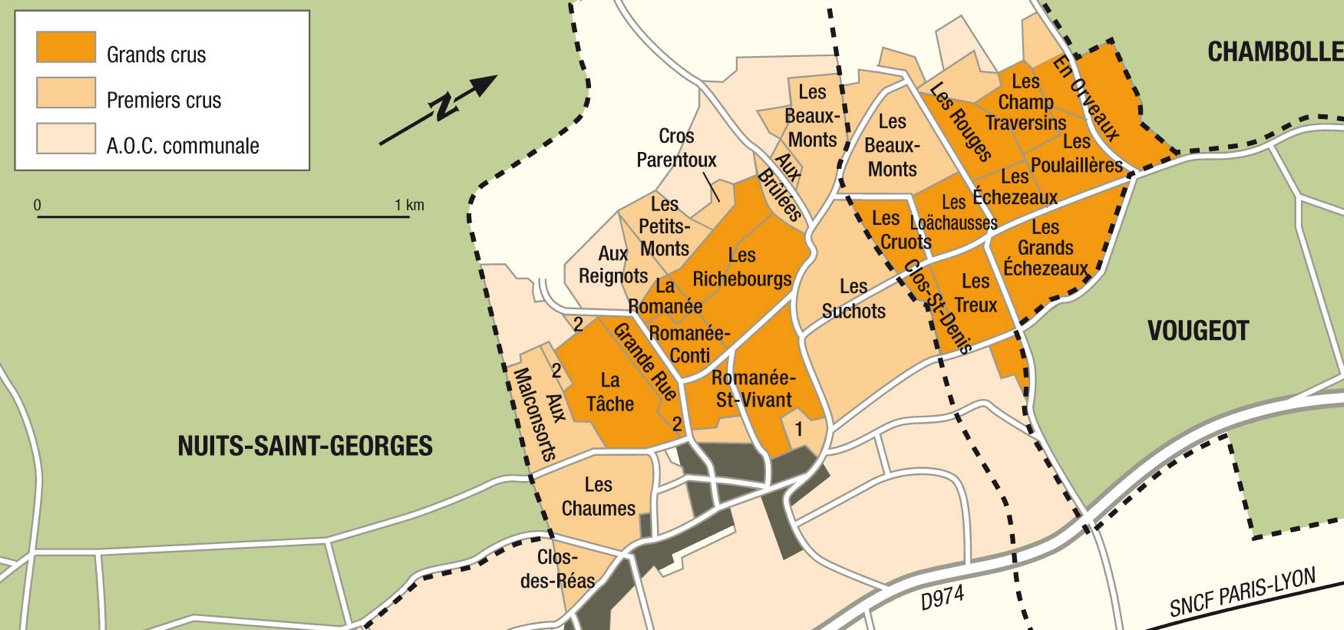 Grands crus
Premiers crus
A.O.C. communale
N
0
1 km
CHAMBOLLE
NUITS-SAINT-GEORGES
VOUGEOT
Cros
Parentoux
Les
Beaux-
Monts
Aux
Brûlées
Les
Beaux-
Monts
Les Rouges
Les
Champ
Traversins
En Orveaux
Les
Poulaillères
Les
Échezeaux
Les
Loächausses
Les
Cruots
Les
Grands
Échezeaux
Clos-St-Denis
Les
Treux
Les
Petits-
Monts
Aux
Reignots
Les
Richebourgs
La
Romanée
Romanée-
Conti
Les
Suchots
2
Grande Rue
2
La
Tâche
Romanée-
St-Vivant
2
1
Aux
Malconsorts
Les
Chaumes
Clos-
des-Réas
D974
SNCF PARIS-LYON